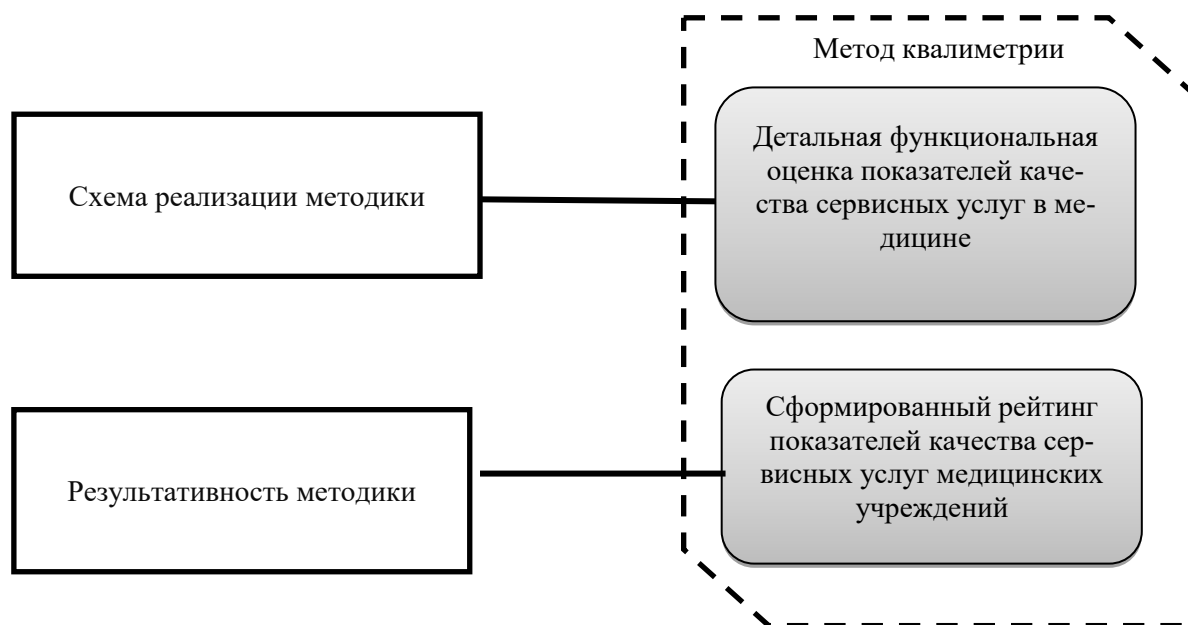 Метод квалиметрии
Схема реализации методики
Детальная функциональная
оценка показателей каче-
ства сервисных услуг в ме-
дицине
Результативность методики
Сформированный рейтинг
показателей качества сер-
висных услуг медицинских
учреждений